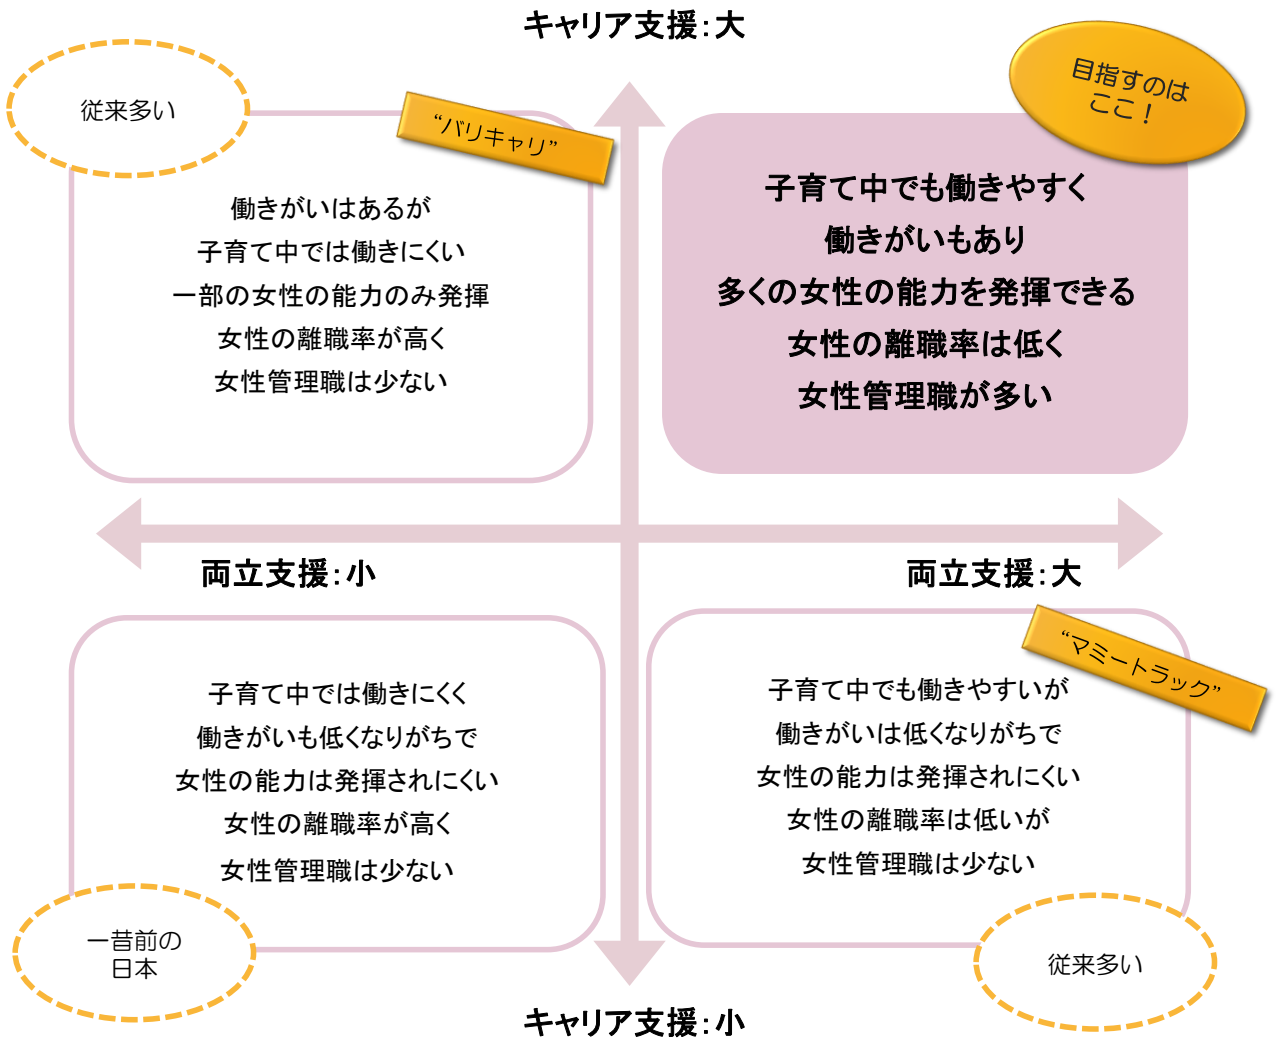 キャリア支援：大
従来多い
“バリキャリ”
働きがいはあるが
子育て中では働きにくい
一部の女性の能力のみ発揮
女性の離職率が高く
女性管理職は少ない
目指すのは
ここ！
子育て中でも働きやすく
働きがいもあり
多くの女性の能力を発揮できる
女性の離職率は低く
女性管理職が多い
両立支援：小
両立支援：大
子育て中では働きにくく
働きがいも低くなりがちで
女性の能力は発揮されにくい
女性の離職率が高く
女性管理職は少ない
一昔前の
日本
“マミートラック”
子育て中でも働きやすいが
働きがいは低くなりがちで
女性の能力は発揮されにくい
女性の離職率は低いが
女性管理職は少ない
従来多い
キャリア支援：小